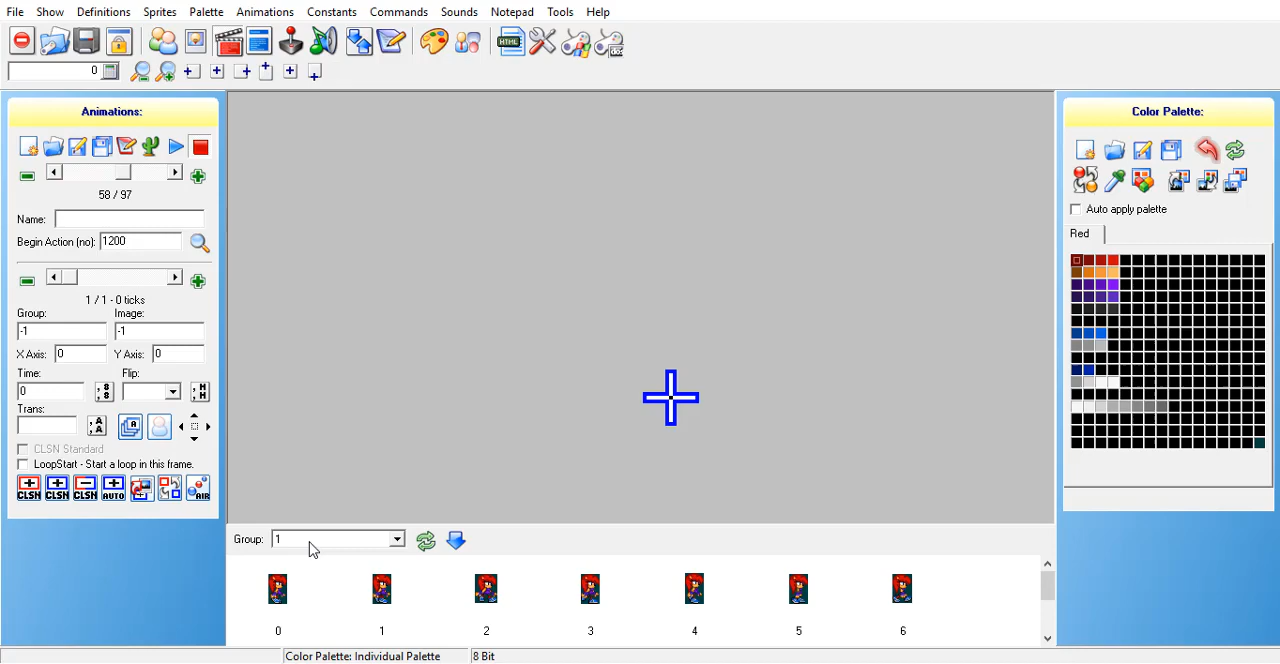 File Show Definitions Sprites Palette Animations Constants Commands Sounds Notepad Tools Help
HTML
0
Animations:
58 / 97
Name:
Begin Action (no): 1200
1 / 1 - 0 ticks
Group: Image:
-1 -1
X Axis: 0 Y Axis: 0
Time: Flip:
0
Trans:
CLSN Standard
LoopStart - Start a loop in this frame.
CLSN CLSN CLSN AUTO AIR
Color Palette:
Auto apply palette
Red
Group: 1
0 1 2 3 4 5 6
Color Palette: Individual Palette 8 Bit